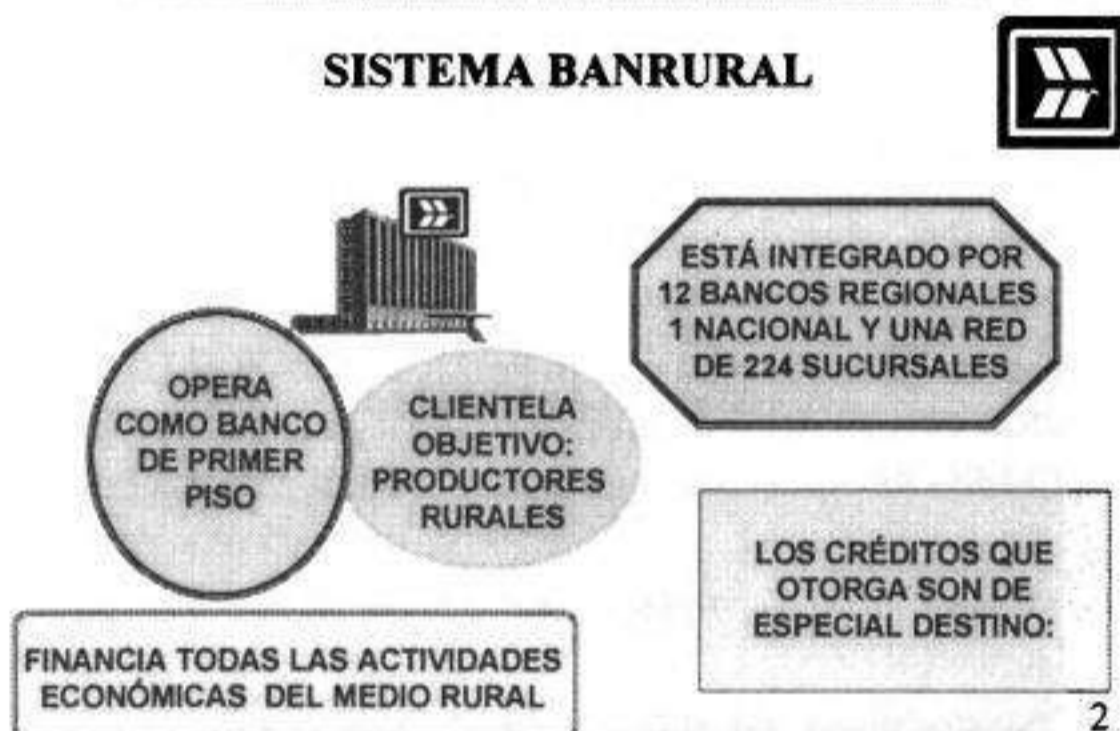 SISTEMA BANRURAL
ESTÁ INTEGRADO POR
12 BANCOS REGIONALES
1 NACIONAL Y UNA RED
DE 224 SUCURSALES
OPERA
COMO BANCO
DE PRIMER
PISO
CLIENTELA
OBJETIVO:
PRODUCTORES
RURALES
LOS CRÉDITOS QUE
OTORGA SON DE
ESPECIAL DESTINO:
FINANCIA TODAS LAS ACTIVIDADES
ECONÓMICAS DEL MEDIO RURAL
2